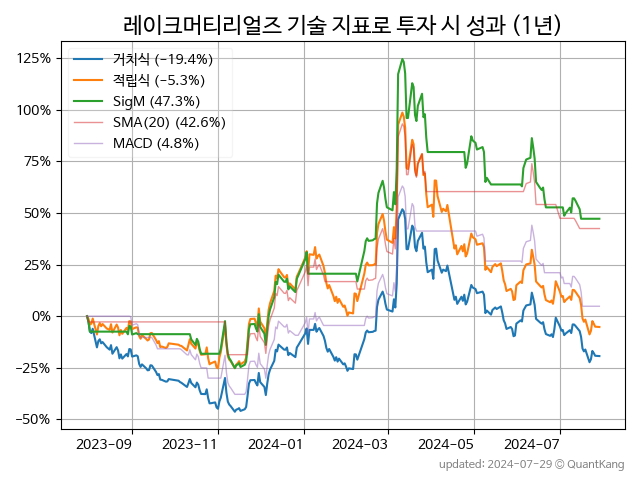 레이크머티리얼즈 기술 지표로 투자 시 성과 (1년)
거치식 (−19.4%)
적립식 (−5.3%)
SigM (47.3%)
SMA(20) (42.6%)
MACD (4.8%)
125%
100%
75%
50%
25%
0%
−25%
−50%
2023-09 2023-11 2024-01 2024-03 2024-05 2024-07
updated: 2024-07-29 © QuantKang